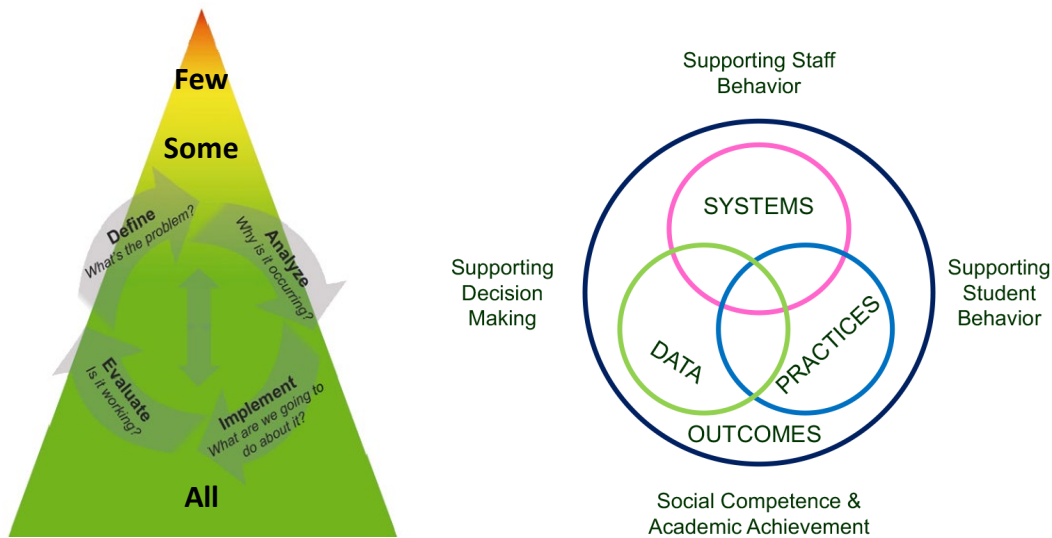 Few
Some
Define
What's the problem?
Analyze
Why is it occurring?
Implement
What are we going to
do about it?
Evaluate
Is it working?
All
Supporting Staff
Behavior
SYSTEMS
Supporting
Decision
Making
Supporting
Student
Behavior
DATA
PRACTICES
OUTCOMES
Social Competence &
Academic Achievement